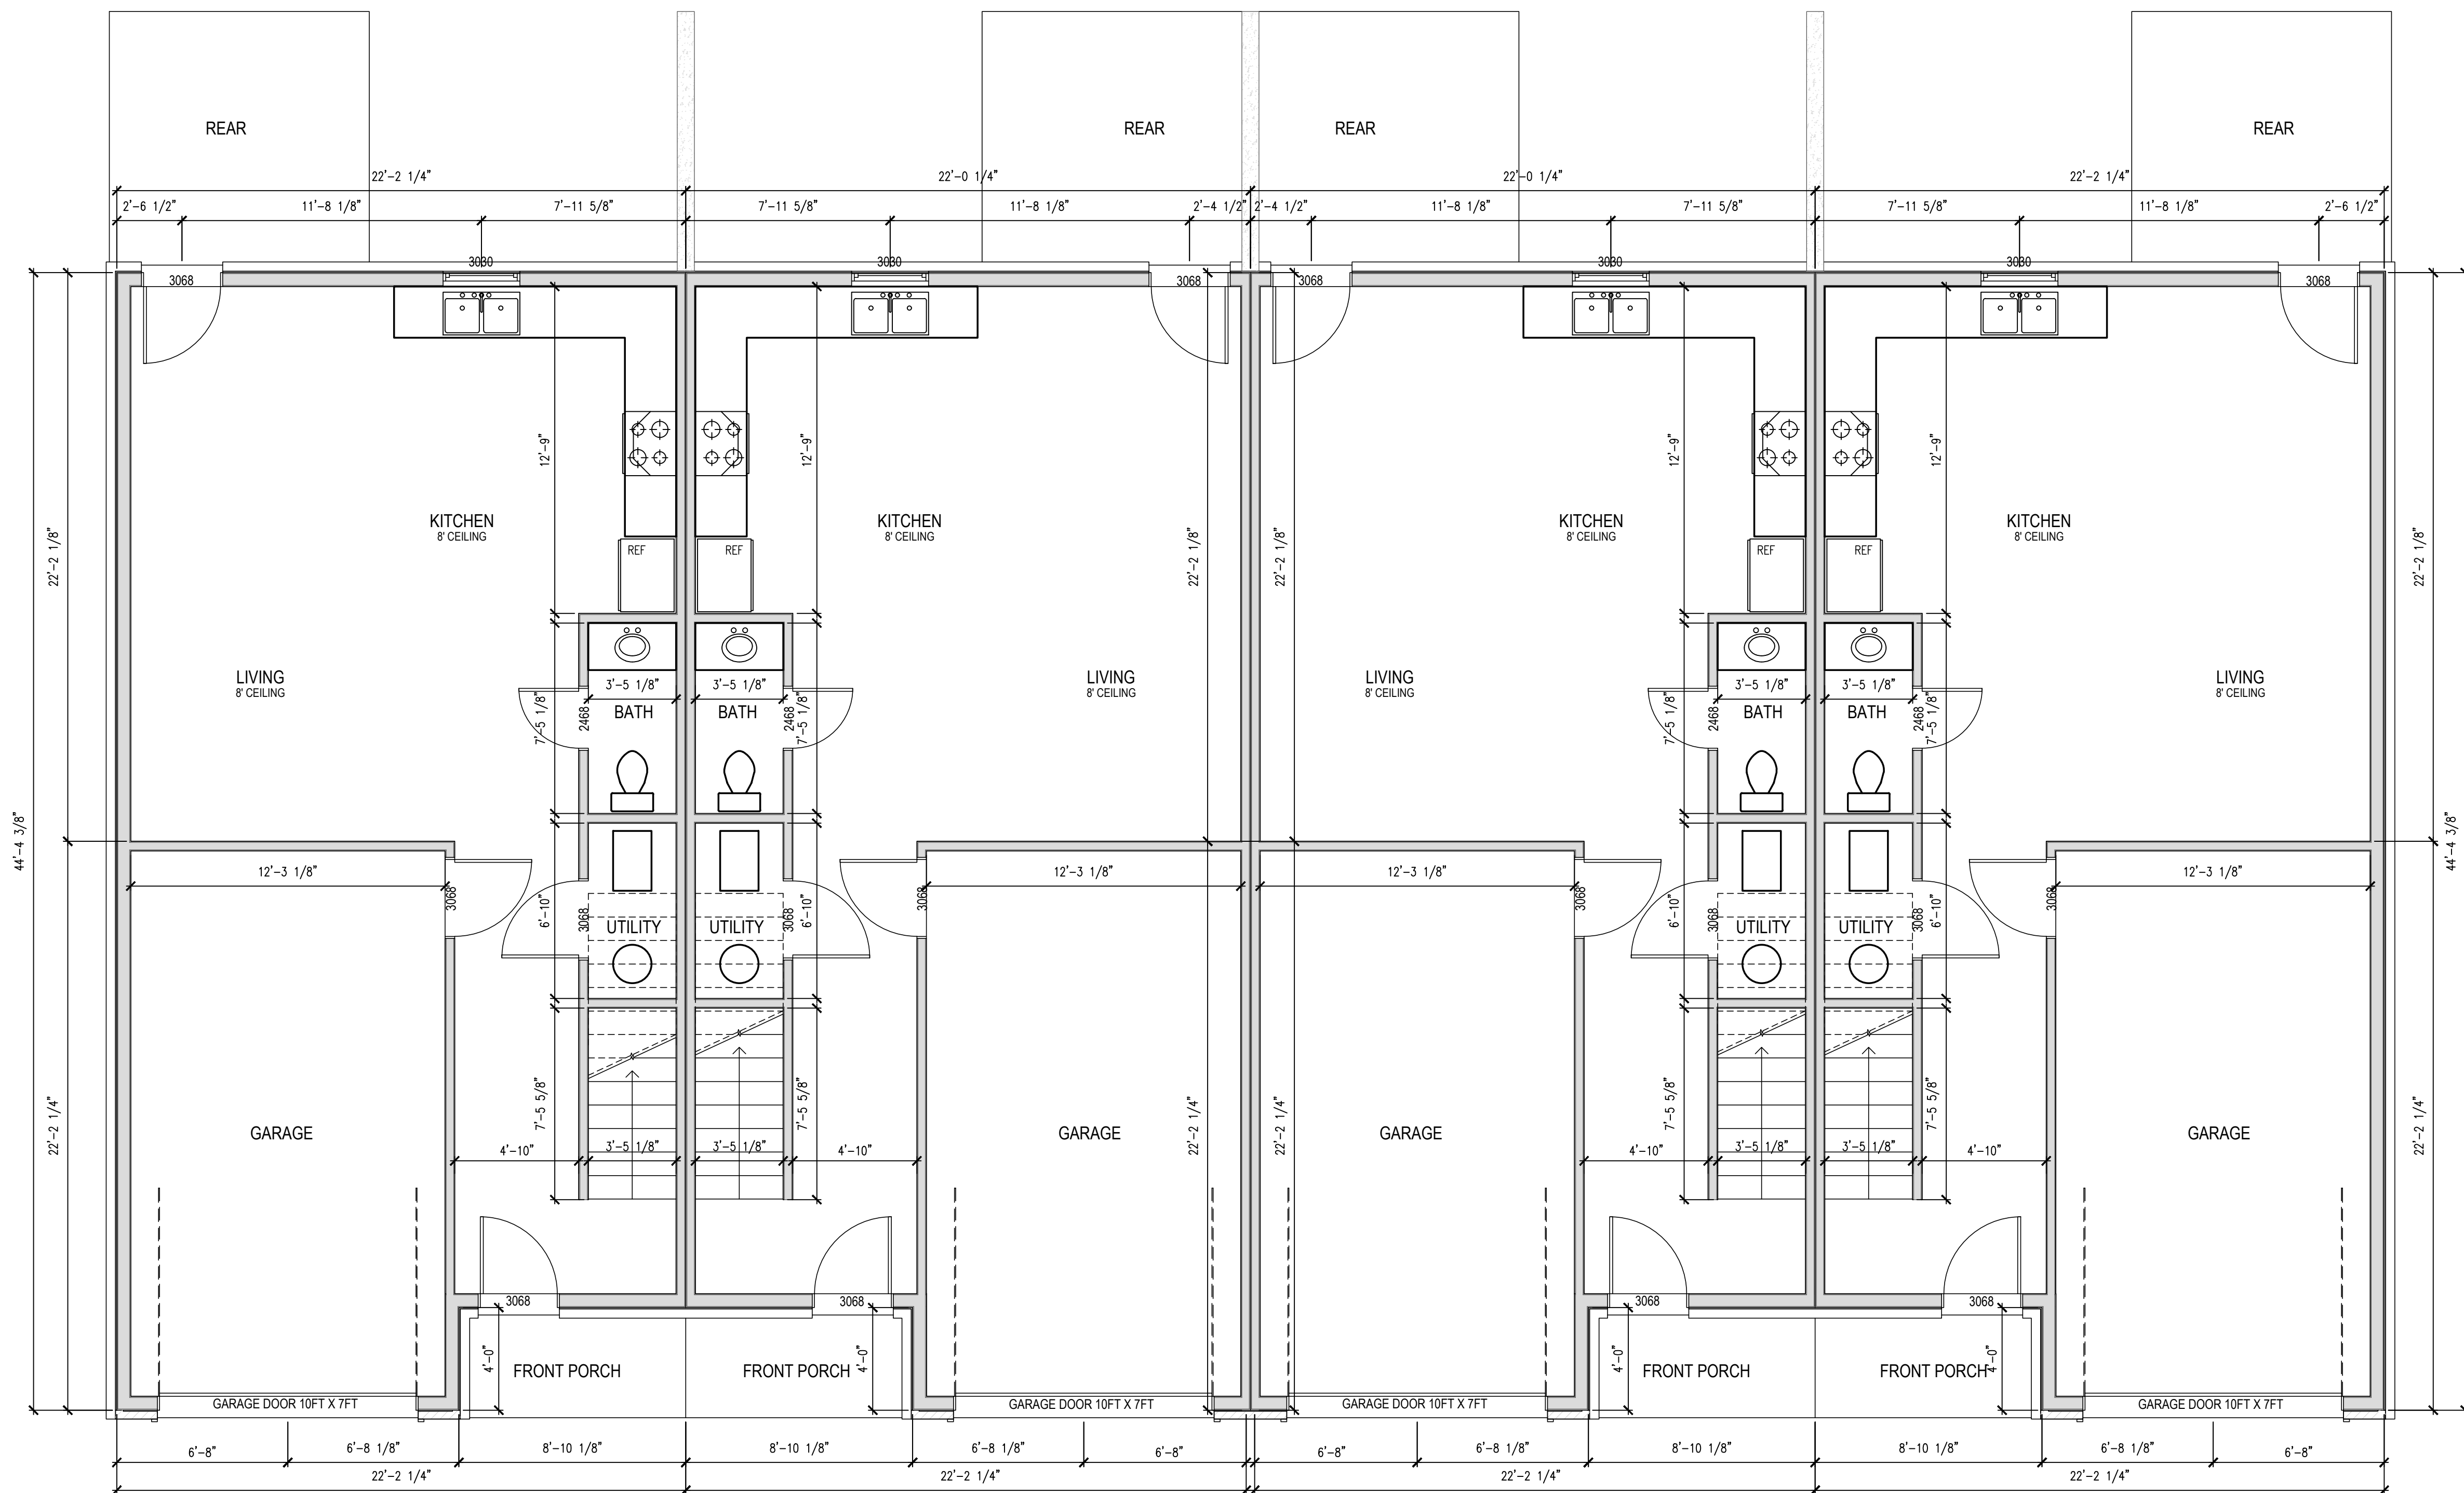 REAR
REAR
REAR
REAR
22'-2 1/4"
22'-0 1/4"
22'-0 1/4"
22'-2 1/4"
2'-6 1/2"
11'-8 1/8"
7'-11 5/8"
7'-11 5/8"
11'-8 1/8"
2'-4 1/2"
2'-4 1/2"
11'-8 1/8"
7'-11 5/8"
7'-11 5/8"
11'-8 1/8"
2'-6 1/2"
3030
3030
3030
3030
3068
3068
3068
3068
12'-9"
12'-9"
12'-9"
12'-9"
KITCHEN
8' CEILING
KITCHEN
8' CEILING
KITCHEN
8' CEILING
KITCHEN
8' CEILING
REF
REF
REF
REF
22'-2 1/8"
22'-2 1/8"
22'-2 1/8"
22'-2 1/8"
LIVING
8' CEILING
LIVING
8' CEILING
LIVING
8' CEILING
LIVING
8' CEILING
3'-5 1/8"
3'-5 1/8"
3'-5 1/8"
3'-5 1/8"
7'-5 1/8"
2468
BATH
BATH
2468
7'-5 1/8"
7'-5 1/8"
2468
BATH
BATH
2468
7'-5 1/8"
44'-4 3/8"
44'-4 3/8"
12'-3 1/8"
12'-3 1/8"
12'-3 1/8"
12'-3 1/8"
3068
3068
3068
3068
6'-10"
3068
UTILITY
UTILITY
3068
6'-10"
6'-10"
3068
UTILITY
UTILITY
3068
6'-10"
22'-2 1/4"
22'-2 1/4"
22'-2 1/4"
22'-2 1/4"
7'-5 5/8"
7'-5 5/8"
7'-5 5/8"
7'-5 5/8"
GARAGE
GARAGE
GARAGE
GARAGE
4'-10"
3'-5 1/8"
3'-5 1/8"
4'-10"
4'-10"
3'-5 1/8"
3'-5 1/8"
4'-10"
3068
3068
3068
3068
4'-0"
FRONT PORCH
FRONT PORCH
4'-0"
4'-0"
FRONT PORCH
FRONT PORCH
4'-0"
GARAGE DOOR 10FT X 7FT
GARAGE DOOR 10FT X 7FT
GARAGE DOOR 10FT X 7FT
GARAGE DOOR 10FT X 7FT
6'-8"
6'-8 1/8"
8'-10 1/8"
8'-10 1/8"
6'-8 1/8"
6'-8"
6'-8"
6'-8 1/8"
8'-10 1/8"
8'-10 1/8"
6'-8 1/8"
6'-8"
22'-2 1/4"
22'-2 1/4"
22'-2 1/4"
22'-2 1/4"